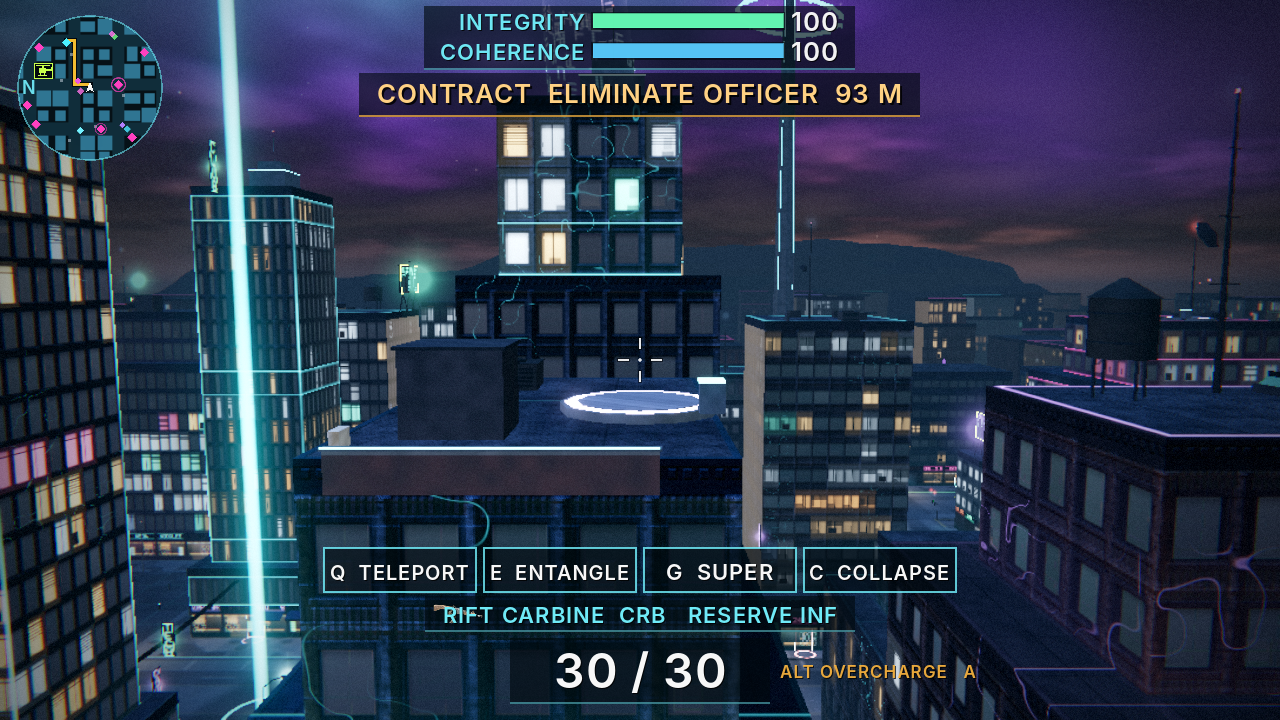 INTEGRITY 100
COHERENCE 100
CONTRACT ELIMINATE OFFICER 93 M
N
Q TELEPORT
E ENTANGLE
G SUPER
C COLLAPSE
RIFT CARBINE CRB RESERVE INF
30 / 30
ALT OVERCHARGE A